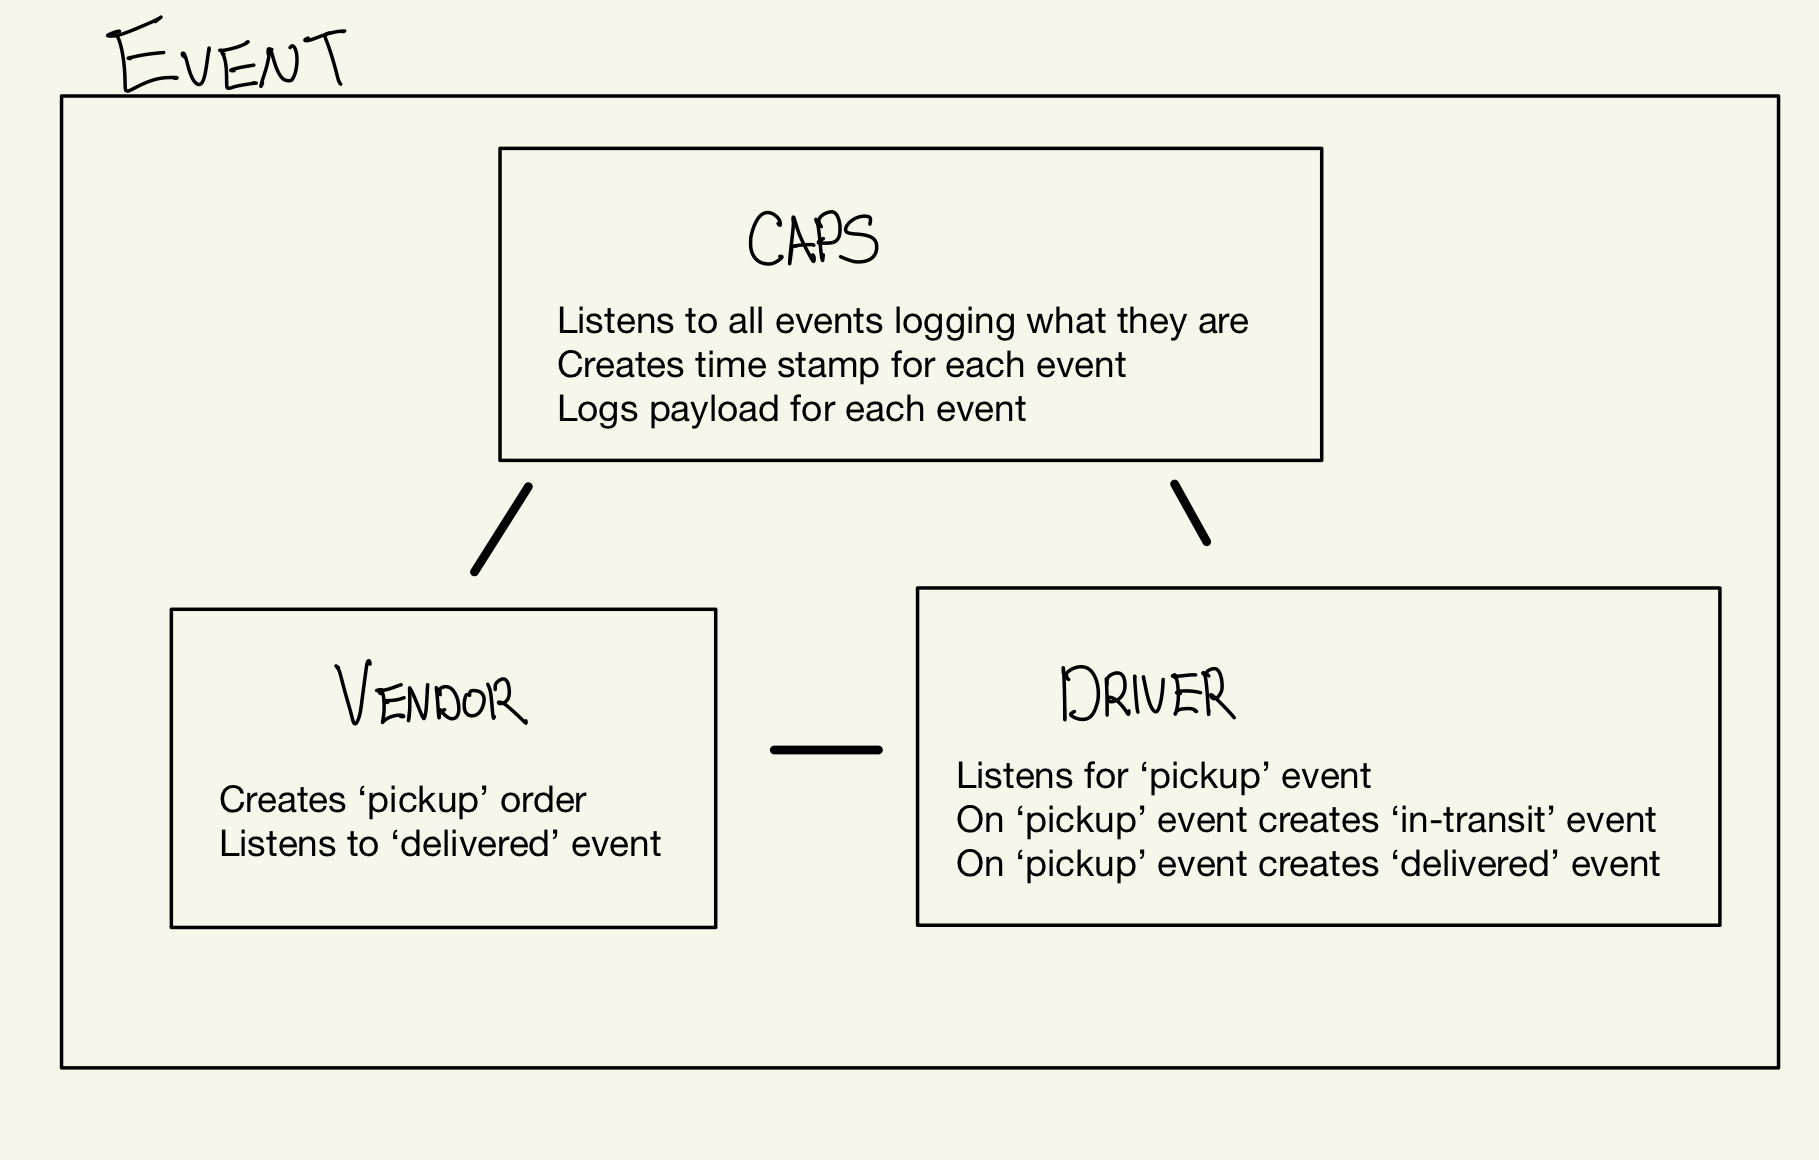 EVENT
CAPS
Listens to all events logging what they are
Creates time stamp for each event
Logs payload for each event
VENDOR
Creates ‘pickup’ order
Listens to ‘delivered’ event
DRIVER
Listens for ‘pickup’ event
On ‘pickup’ event creates ‘in-transit’ event
On ‘pickup’ event creates ‘delivered’ event